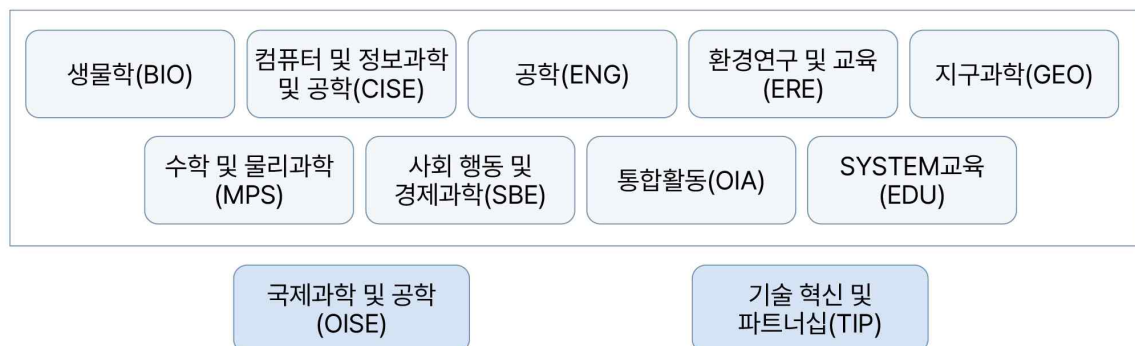 생물학(BIO)
컴퓨터 및 정보과학
및 공학(CISE)
공학(ENG)
환경연구 및 교육
(ERE)
지구과학(GEO)
수학 및 물리과학
(MPS)
사회 행동 및
경제과학(SBE)
통합활동(OIA)
SYSTEM교육
(EDU)
국제과학 및 공학
(OISE)
기술 혁신 및
파트너십(TIP)